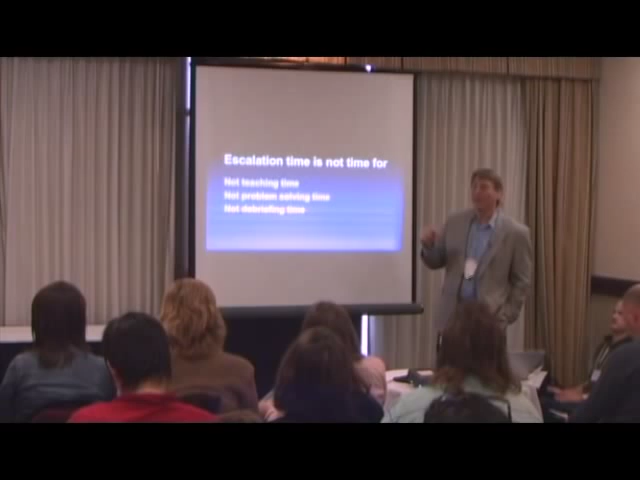 Escalation time is not time for
Not teaching time
Not problem solving time
Not debriefing time